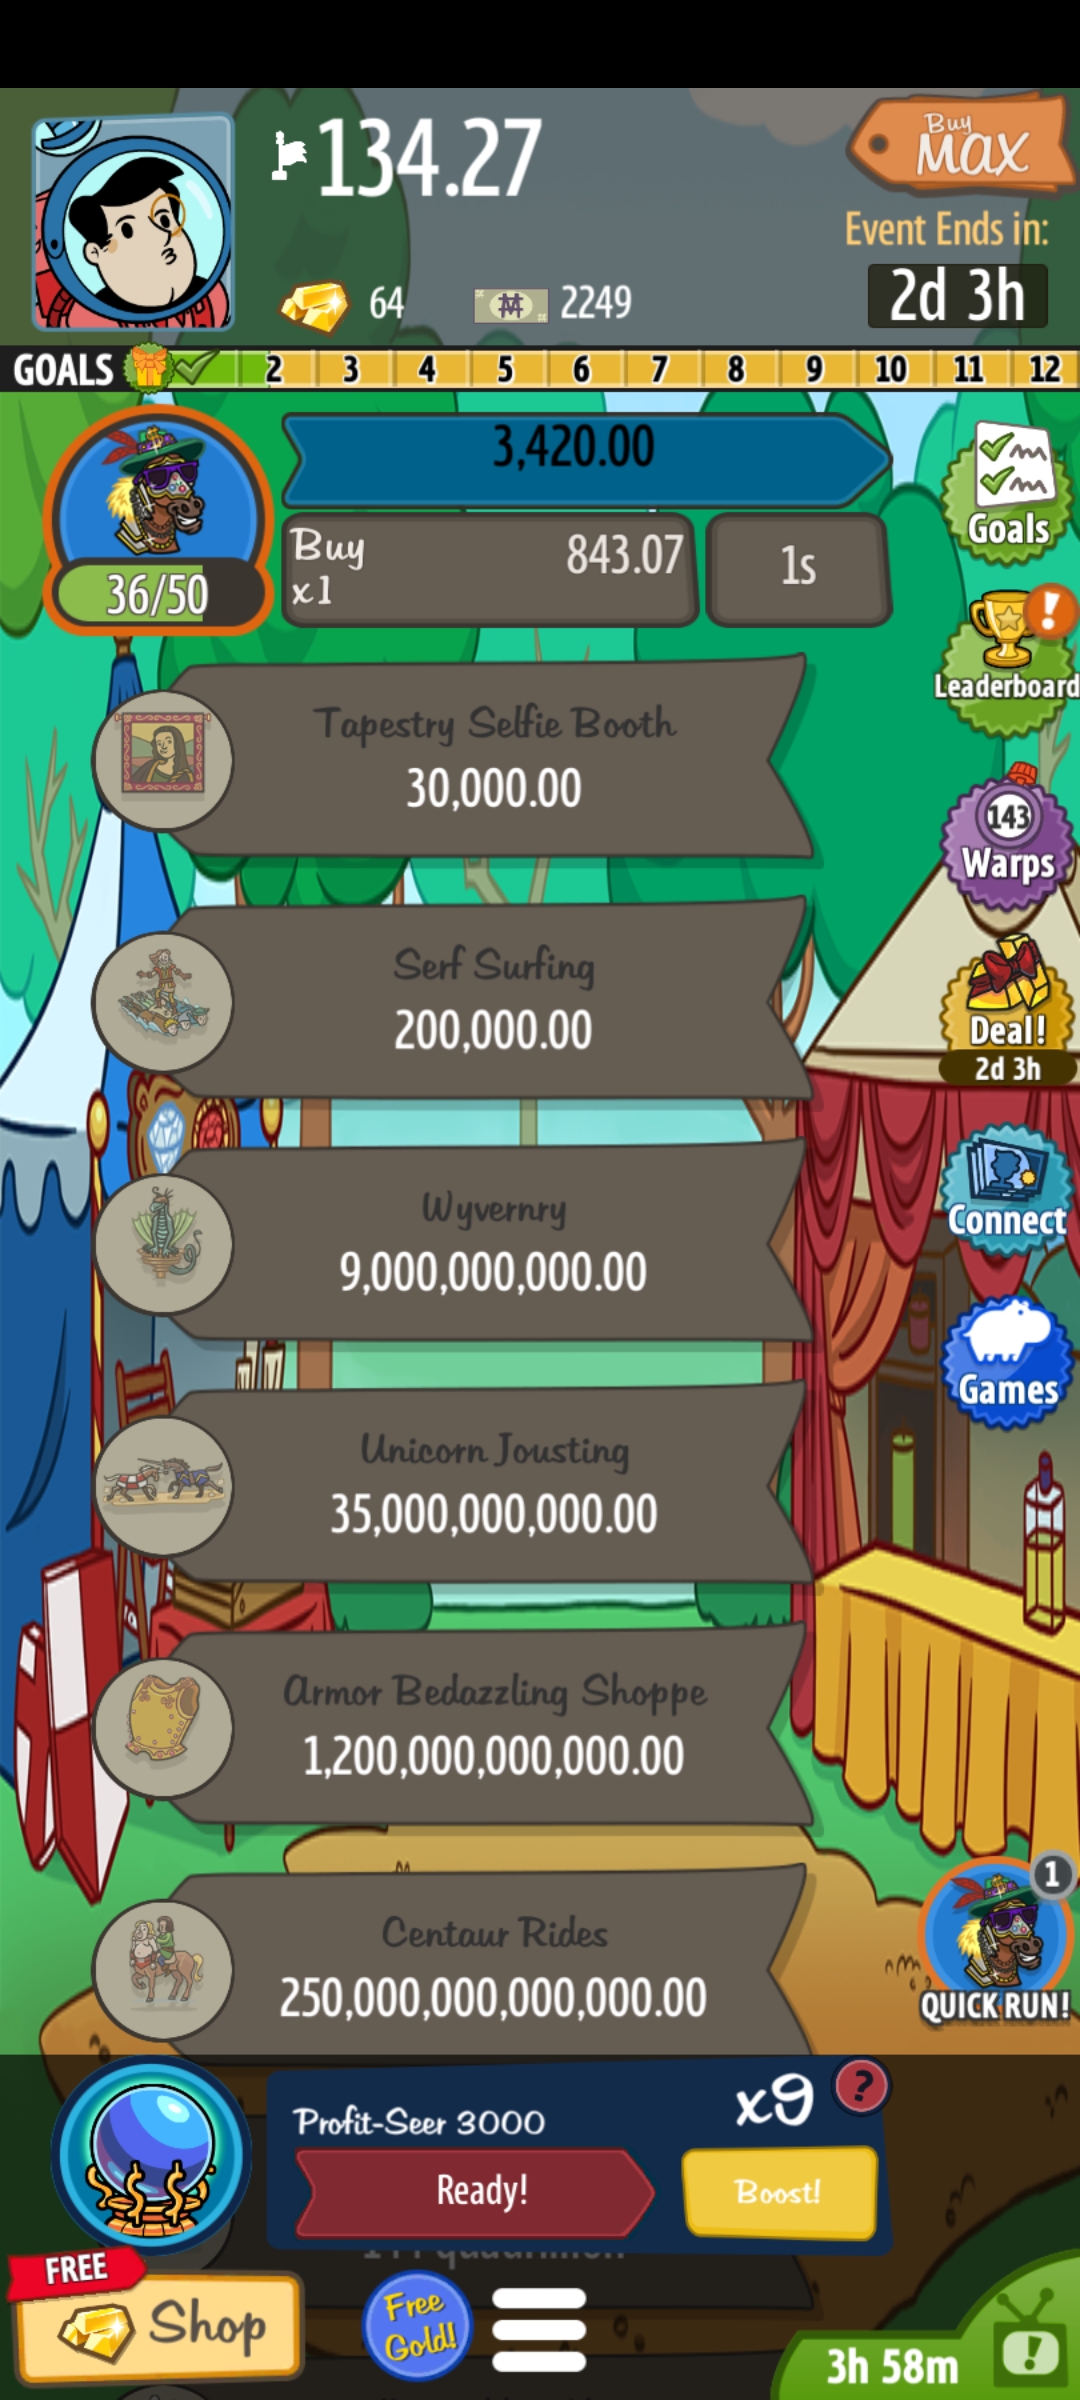 134.27
Buy
MAX
Event Ends in:
64
2249
2d 3h
GOALS 2 3 4 5 6 7 8 9 10 11 12
3,420.00
Goals
36/50
Buy
x1
843.07
1s
Leaderboard
Tapestry Selfie Booth
30,000.00
143
Warps
Serf Surfing
200,000.00
Deal!
2d 3h
Wyvernry
9,000,000,000.00
Connect
Games
Unicorn Jousting
35,000,000,000.00
Armor Bedazzling Shoppe
1,200,000,000,000.00
Centaur Rides
250,000,000,000,000.00
1
QUICK RUN!
Profit-Seer 3000
x9
?
Ready!
Boost!
FREE
Shop
Free
Gold!
3h 58m